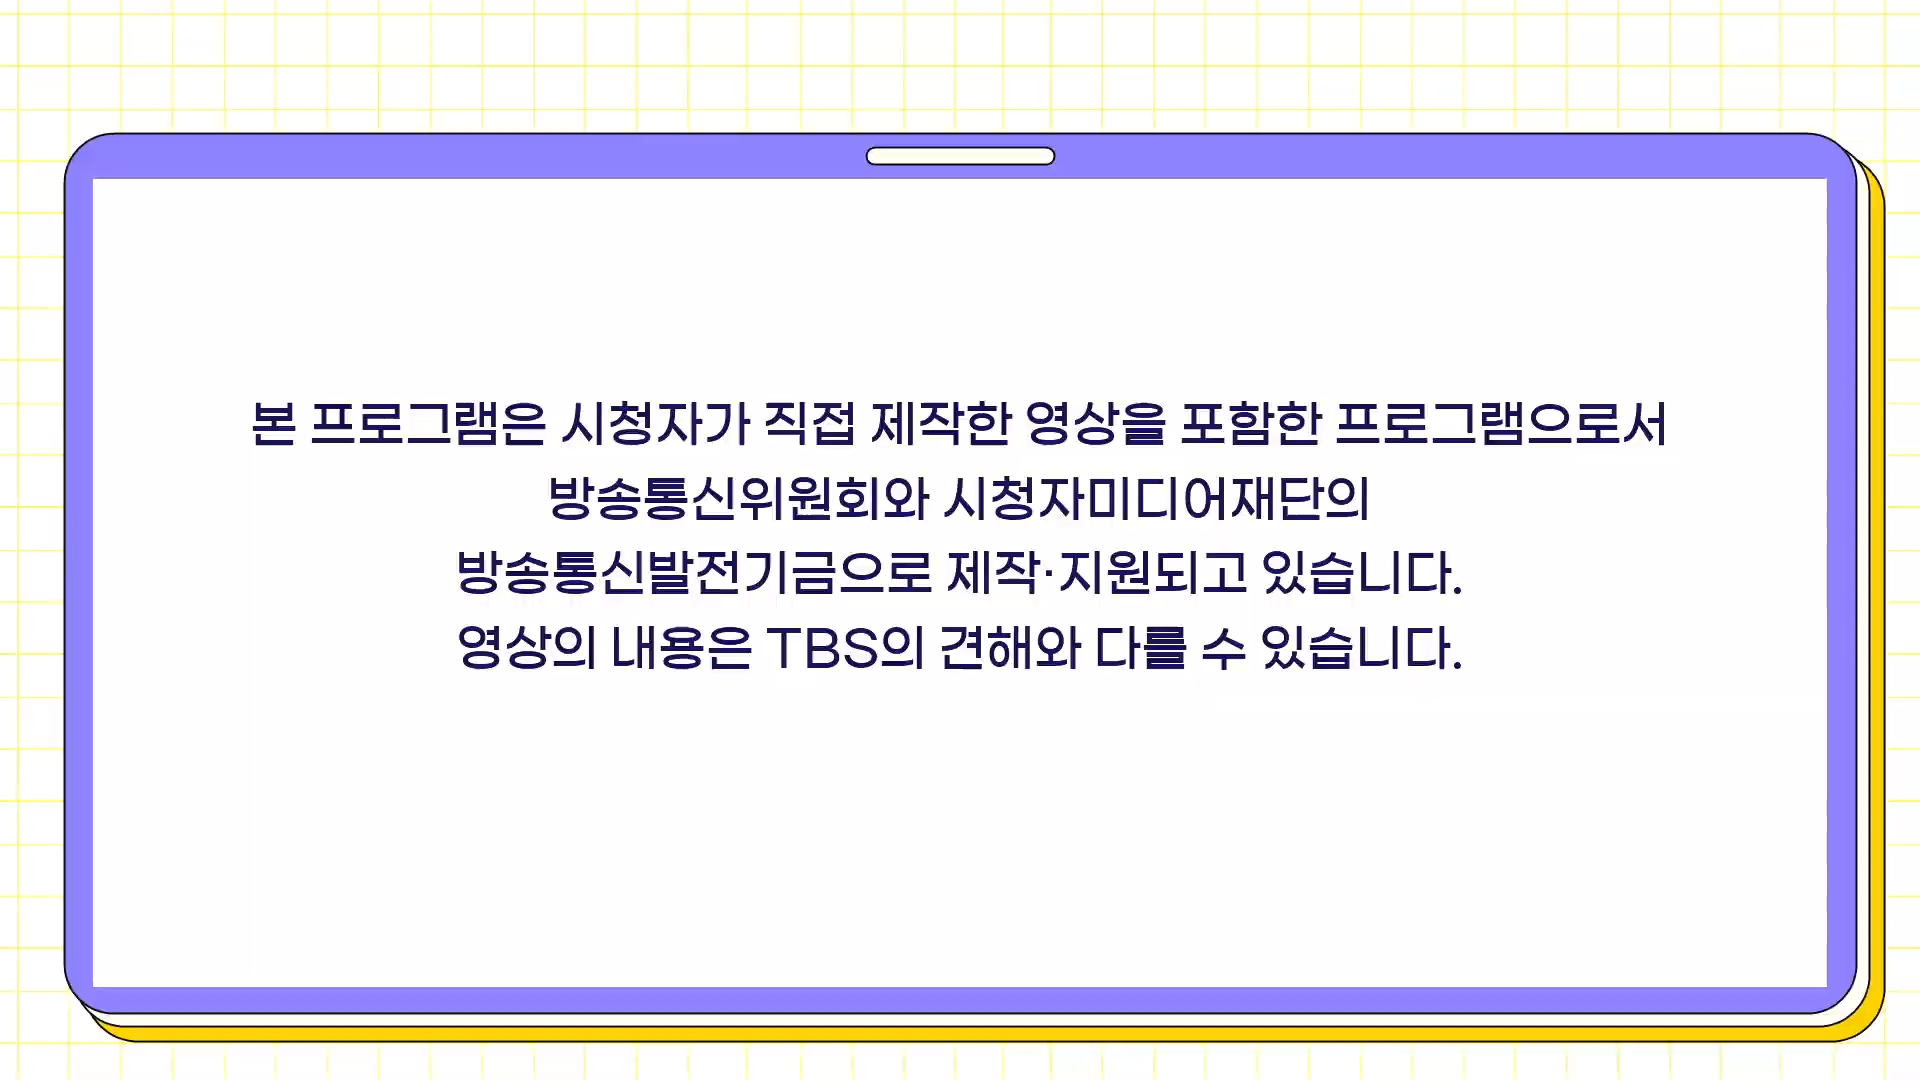 본 프로그램은 시청자가 직접 제작한 영상을 포함한 프로그램으로서
방송통신위원회와 시청자미디어재단의
방송통신발전기금으로 제작·지원되고 있습니다.
영상의 내용은 TBS의 견해와 다를 수 있습니다.